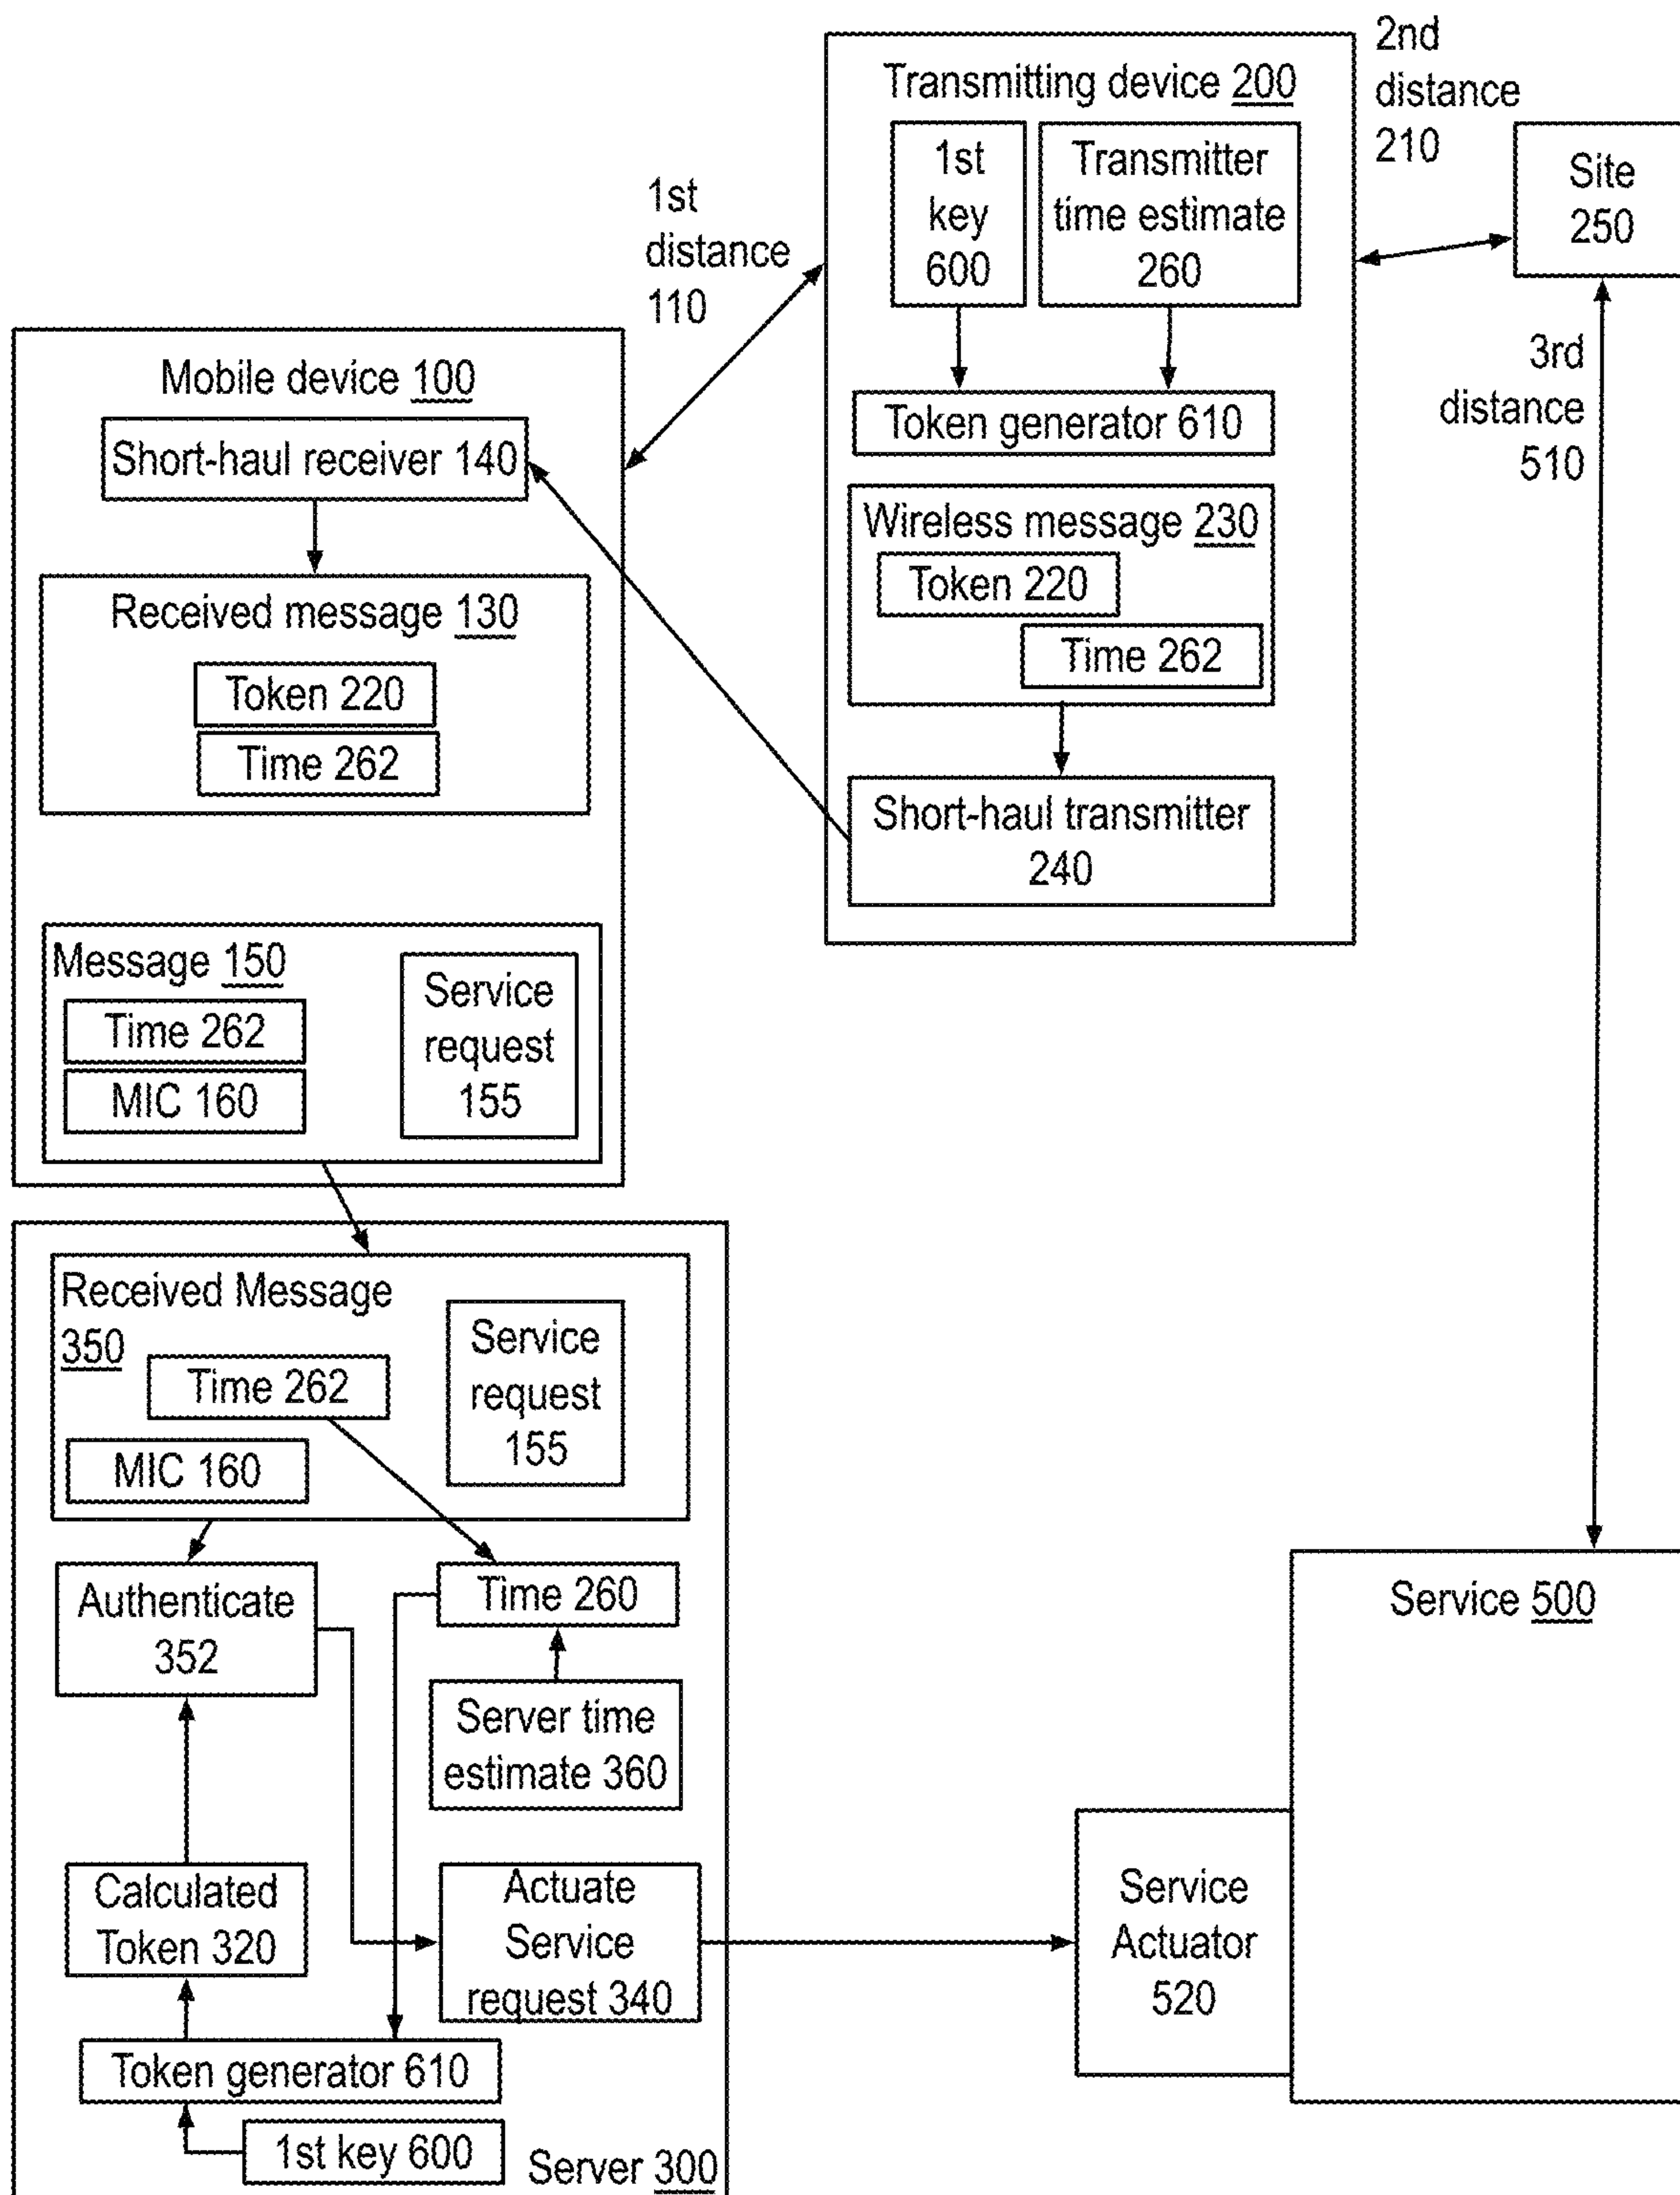 2nd
distance
210
Transmitting device 200
1st
key
600
Transmitter
time estimate
260
Site
250
1st
distance
110
3rd
distance
510
Mobile device 100
Short-haul receiver 140
Token generator 610
Wireless message 230
Token 220
Time 262
Received message 130
Token 220
Time 262
Short-haul transmitter
240
Message 150
Time 262
MIC 160
Service
request
155
Received Message
350
Time 262
MIC 160
Service
request
155
Authenticate
352
Time 260
Server time
estimate 360
Service 500
Calculated
Token 320
Actuate
Service
request 340
Service
Actuator
520
Token generator 610
1st key 600
Server 300